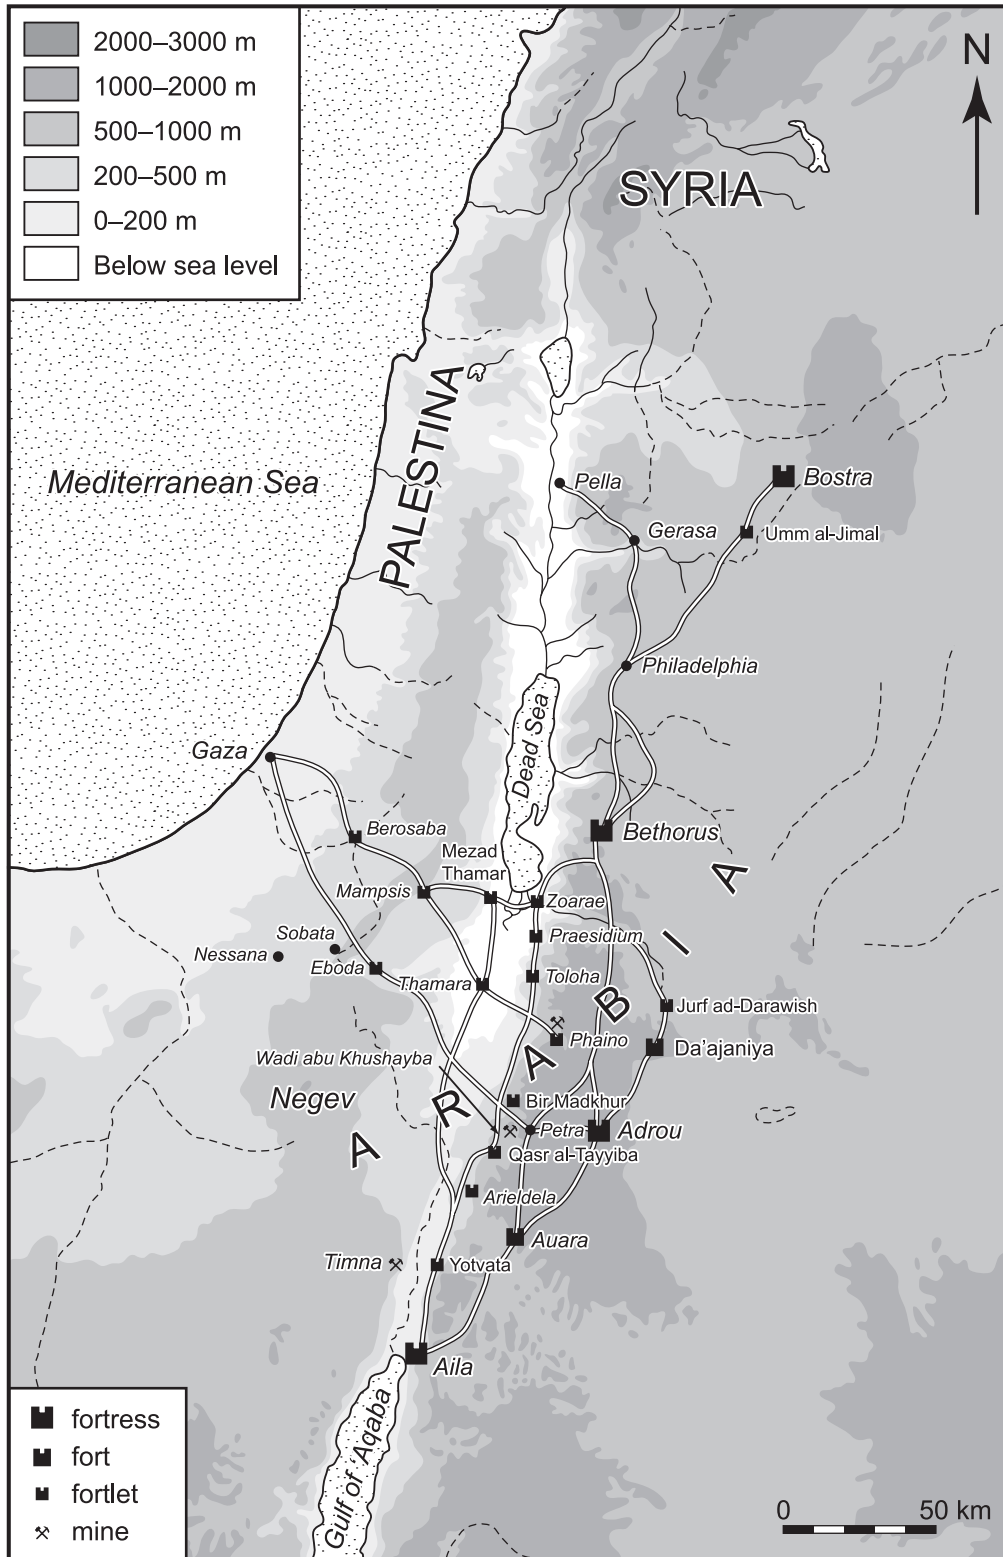 2000–3000 m
1000–2000 m
500–1000 m
200–500 m
0–200 m
Below sea level
N
SYRIA
PALESTINA
Mediterranean Sea
Pella
Bostra
Gerasa
Umm al-Jimal
Philadelphia
Dead Sea
Gaza
Berosaba
Bethorus
Mezad
Thamar
Mampsis
Zoarae
Sobata
Praesidium
Nessana
Eboda
Thamara
Toloha
Jurf ad-Darawish
Phaino
Da'ajaniya
Wadi abu Khushayba
Negev
Bir Madkhur
ARABIA
Petra
Adrou
Qasr al-Tayyiba
Arieldela
Auara
Timna
Yotvata
Aila
Gulf of 'Aqaba
fortress
fort
fortlet
mine
0 50 km